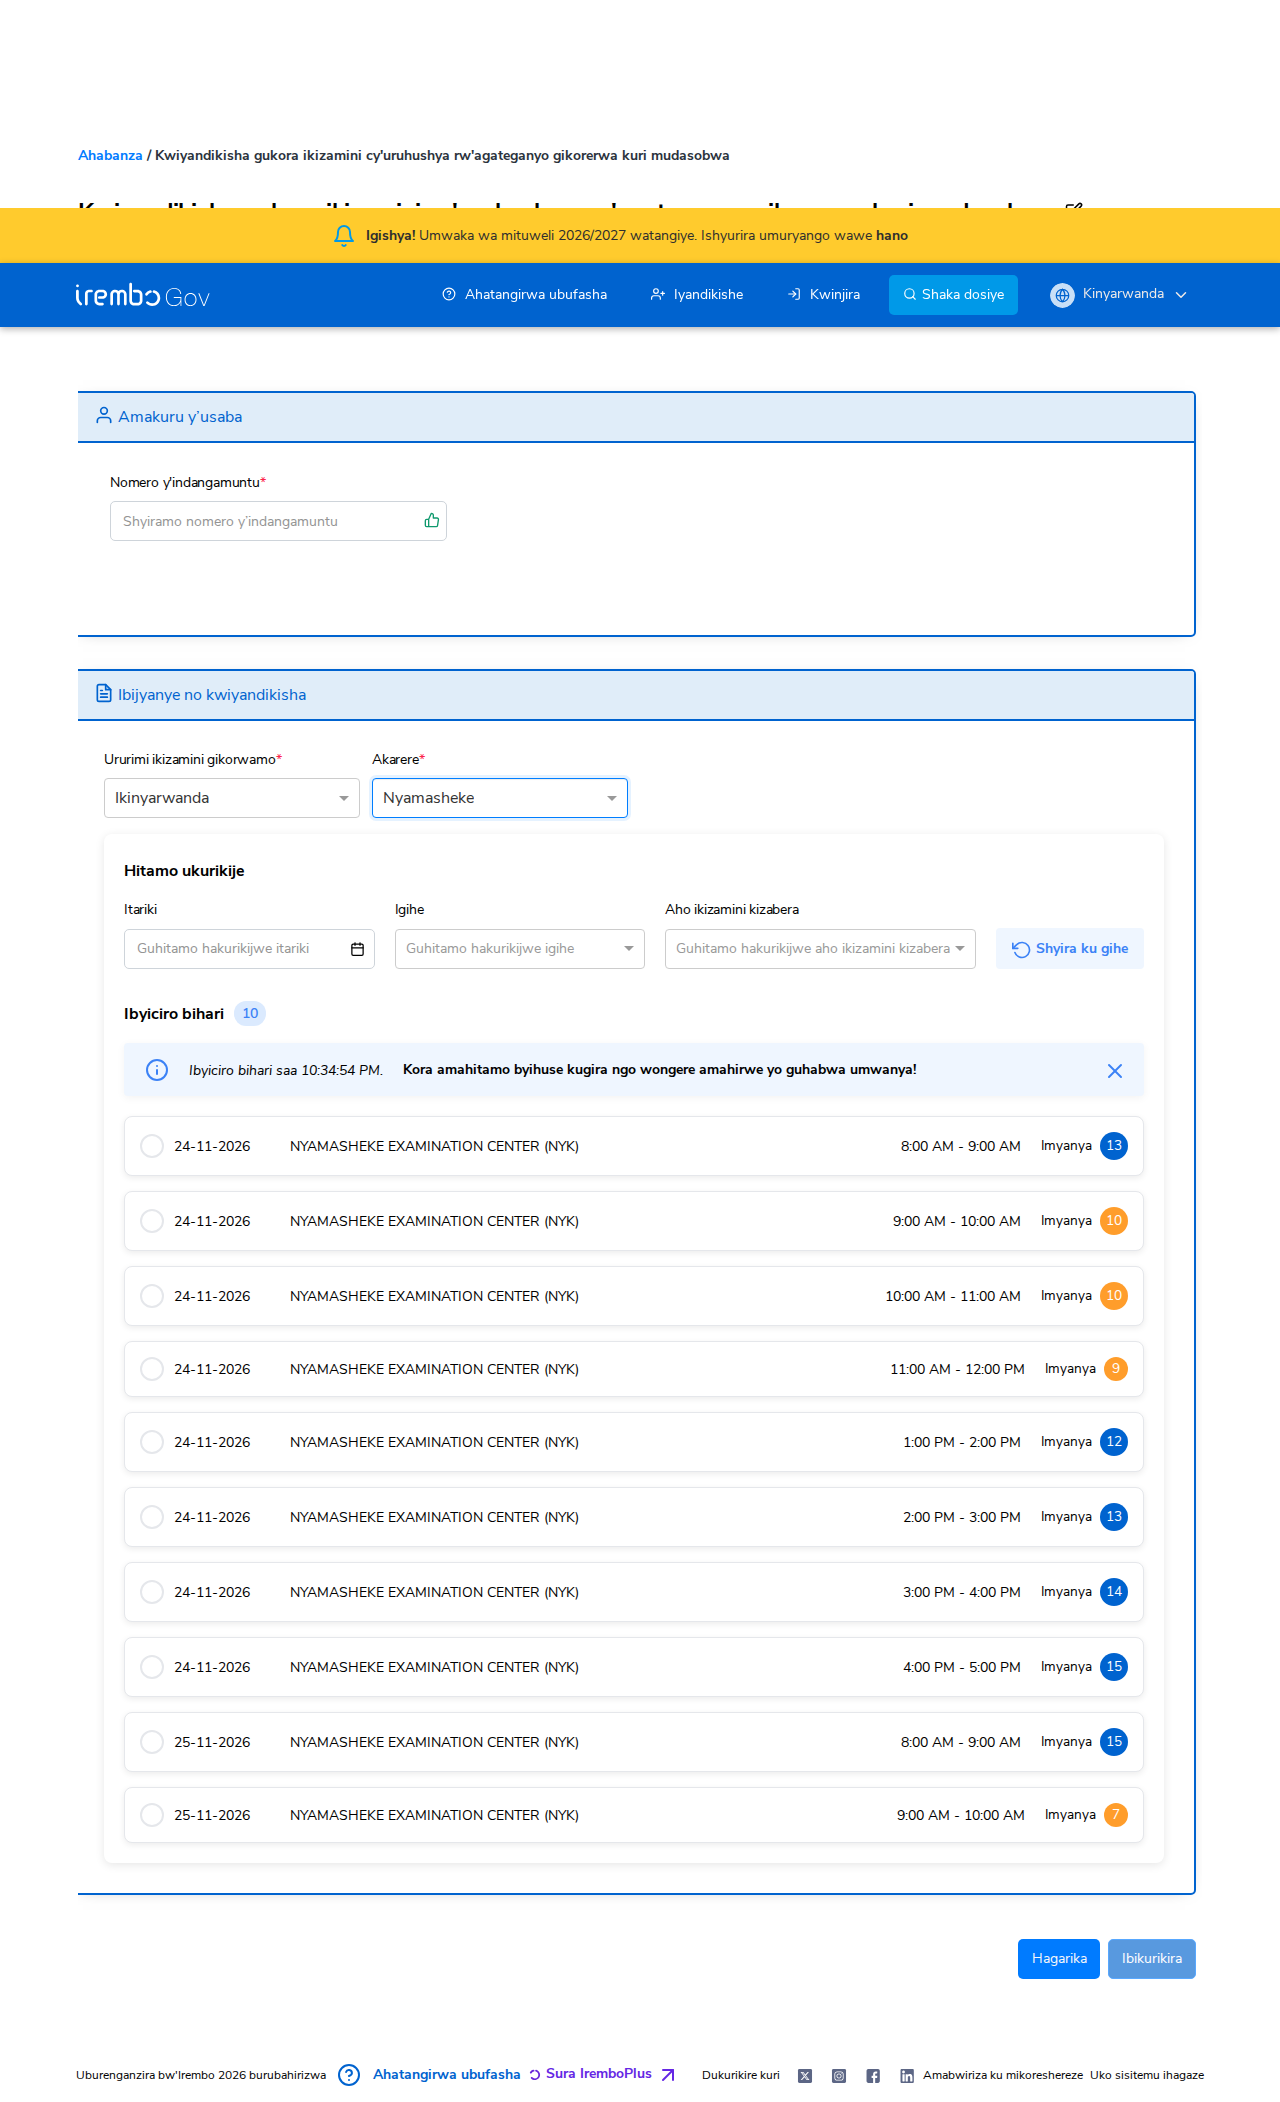 Ahabanza / Kwiyandikisha gukora ikizamini cy'uruhushya rw'agateganyo gikorerwa kuri mudasobwa
Igishya! Umwaka wa mituweli 2026/2027 watangiye. Ishyurira umuryango wawe hano
irembo Gov Ahatangirwa ubufasha Iyandikishe Kwinjira Shaka dosiye Kinyarwanda
Amakuru y'usaba
Nomero y'indangamuntu*
Shyiramo nomero y'indangamuntu
Ibijyanye no kwiyandikisha
Ururimi ikizamini gikorwamo* Akarere*
Ikinyarwanda Nyamasheke
Hitamo ukurikije
Itariki Igihe Aho ikizamini kizabera
Guhitamo hakurikijwe itariki Guhitamo hakurikijwe igihe Guhitamo hakurikijwe aho ikizamini kizabera Shyira ku gihe
Ibyiciro bihari 10
Ibyiciro bihari saa 10:34:54 PM. Kora amahitamo byihuse kugira ngo wongere amahirwe yo guhabwa umwanya!
24-11-2026 NYAMASHEKE EXAMINATION CENTER (NYK) 8:00 AM - 9:00 AM Imyanya 13
24-11-2026 NYAMASHEKE EXAMINATION CENTER (NYK) 9:00 AM - 10:00 AM Imyanya 10
24-11-2026 NYAMASHEKE EXAMINATION CENTER (NYK) 10:00 AM - 11:00 AM Imyanya 10
24-11-2026 NYAMASHEKE EXAMINATION CENTER (NYK) 11:00 AM - 12:00 PM Imyanya 9
24-11-2026 NYAMASHEKE EXAMINATION CENTER (NYK) 1:00 PM - 2:00 PM Imyanya 12
24-11-2026 NYAMASHEKE EXAMINATION CENTER (NYK) 2:00 PM - 3:00 PM Imyanya 13
24-11-2026 NYAMASHEKE EXAMINATION CENTER (NYK) 3:00 PM - 4:00 PM Imyanya 14
24-11-2026 NYAMASHEKE EXAMINATION CENTER (NYK) 4:00 PM - 5:00 PM Imyanya 15
25-11-2026 NYAMASHEKE EXAMINATION CENTER (NYK) 8:00 AM - 9:00 AM Imyanya 15
25-11-2026 NYAMASHEKE EXAMINATION CENTER (NYK) 9:00 AM - 10:00 AM Imyanya 7
Hagarika Ibikurikira
Uburenganzira bw'Irembo 2026 burubahirizwa Ahatangirwa ubufasha Sura IremboPlus Dukurikire kuri Amabwiriza ku mikoreshereze Uko sisitemu ihagaze